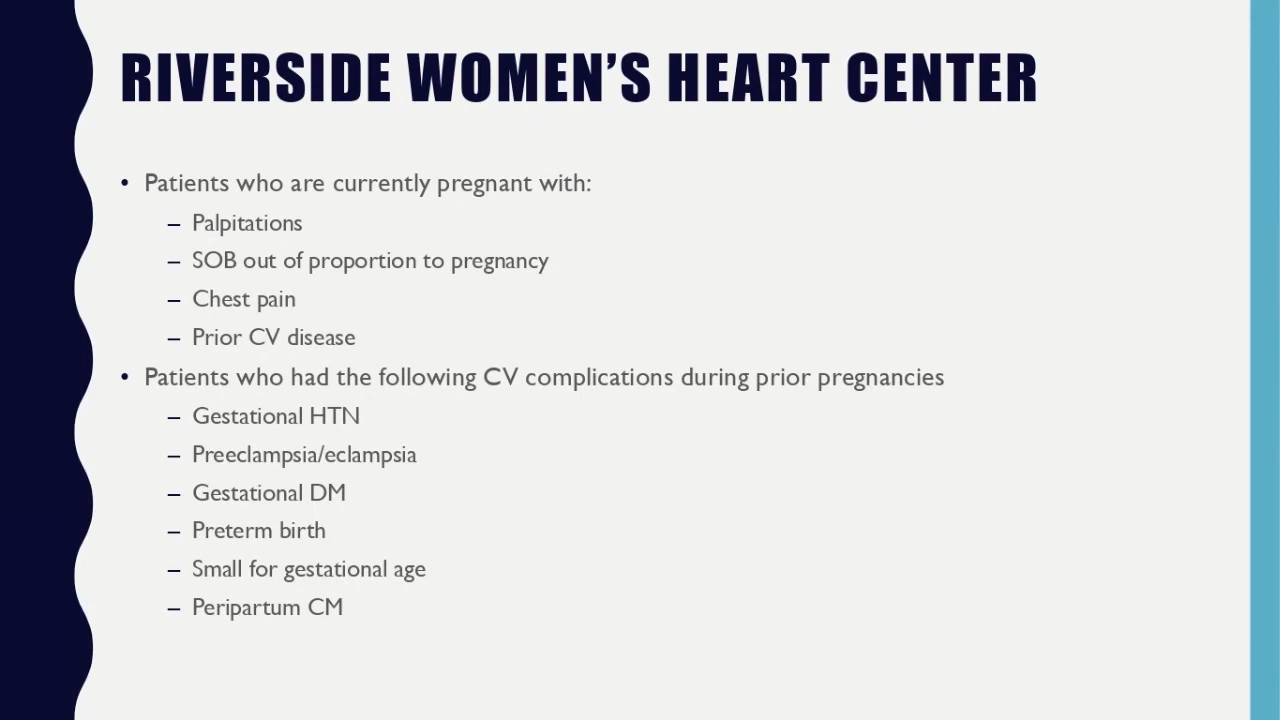 RIVERSIDE WOMEN’S HEART CENTER
• Patients who are currently pregnant with:
– Palpitations
– SOB out of proportion to pregnancy
– Chest pain
– Prior CV disease
• Patients who had the following CV complications during prior pregnancies
– Gestational HTN
– Preeclampsia/eclampsia
– Gestational DM
– Preterm birth
– Small for gestational age
– Peripartum CM